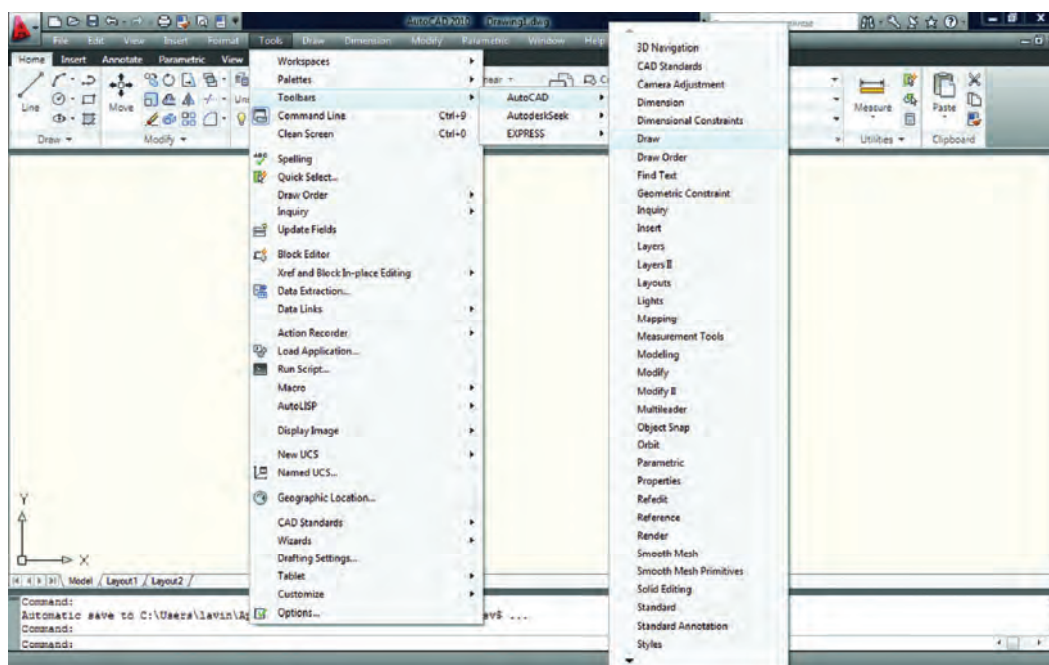 AutoCAD 2010 Drawing1.dwg
File Edit View Insert Format Tools Draw Dimension Modify Parametric Window Help
Home Insert Annotate Parametric View
Line
Move
Measure
Paste
Draw
Modify
Utilities
Clipboard
Workspaces
Palettes
Toolbars
Command Line Ctrl+9
Clean Screen Ctrl+0
Spelling
Quick Select...
Draw Order
Inquiry
Update Fields
Block Editor
Xref and Block In-place Editing
Data Extraction...
Data Links
Action Recorder
Load Application...
Run Script...
Macro
AutoLISP
Display Image
New UCS
Named UCS...
Geographic Location...
CAD Standards
Wizards
Drafting Settings...
Tablet
Customize
Options...
AutoCAD
AutodeskSeek
EXPRESS
3D Navigation
CAD Standards
Camera Adjustment
Dimension
Dimensional Constraints
Draw
Draw Order
Find Text
Geometric Constraint
Inquiry
Insert
Layers
Layers II
Layouts
Lights
Mapping
Measurement Tools
Modeling
Modify
Modify II
Multileader
Object Snap
Orbit
Parametric
Properties
Refedit
Reference
Render
Smooth Mesh
Smooth Mesh Primitives
Solid Editing
Standard
Standard Annotation
Styles
Y
X
Model Layout1 Layout2
Command:
Automatic save to C:\Users\lavin\A sv$ ...
Command:
Command: